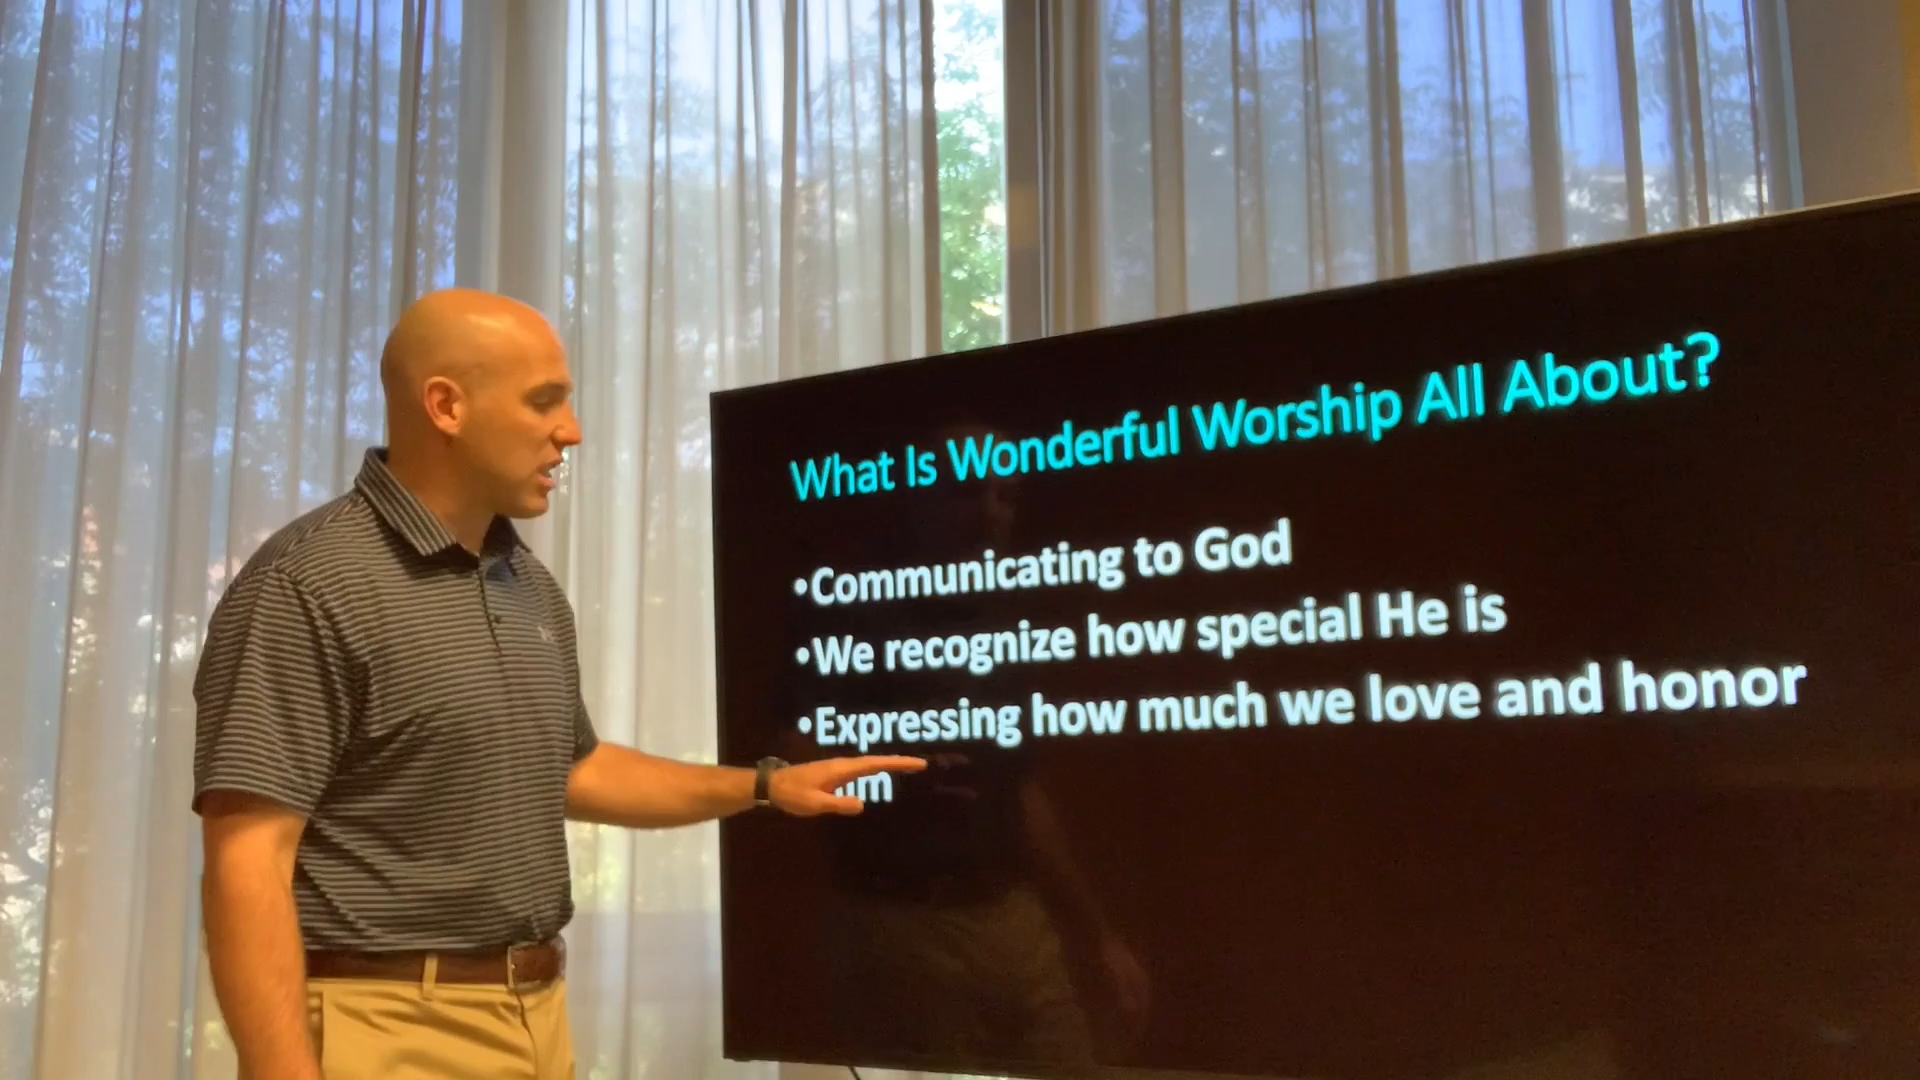 What Is Wonderful Worship All About?
•Communicating to God
•We recognize how special He is
•Expressing how much we love and honor